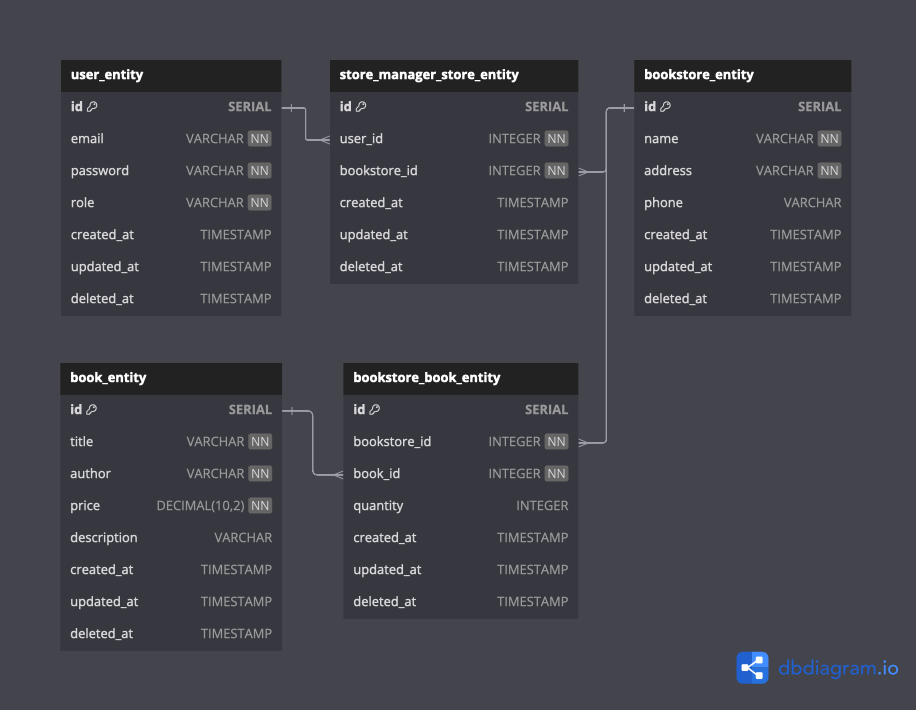 user_entity
id SERIAL
email VARCHAR NN
password VARCHAR NN
role VARCHAR NN
created_at TIMESTAMP
updated_at TIMESTAMP
deleted_at TIMESTAMP
store_manager_store_entity
id SERIAL
user_id INTEGER NN
bookstore_id INTEGER NN
created_at TIMESTAMP
updated_at TIMESTAMP
deleted_at TIMESTAMP
bookstore_entity
id SERIAL
name VARCHAR NN
address VARCHAR NN
phone VARCHAR
created_at TIMESTAMP
updated_at TIMESTAMP
deleted_at TIMESTAMP
book_entity
id SERIAL
title VARCHAR NN
author VARCHAR NN
price DECIMAL(10,2) NN
description VARCHAR
created_at TIMESTAMP
updated_at TIMESTAMP
deleted_at TIMESTAMP
bookstore_book_entity
id SERIAL
bookstore_id INTEGER NN
book_id INTEGER NN
quantity INTEGER
created_at TIMESTAMP
updated_at TIMESTAMP
deleted_at TIMESTAMP
dbdiagram.io